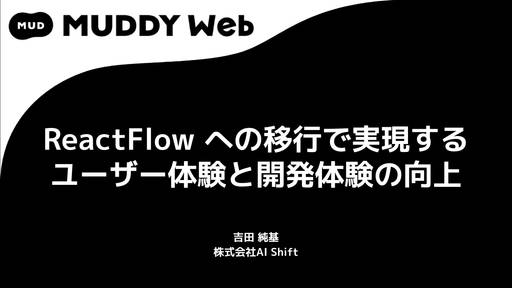 MUD MUDDY Web
ReactFlow への移行で実現する
ユーザー体験と開発体験の向上
吉田 純基
株式会社AI Shift